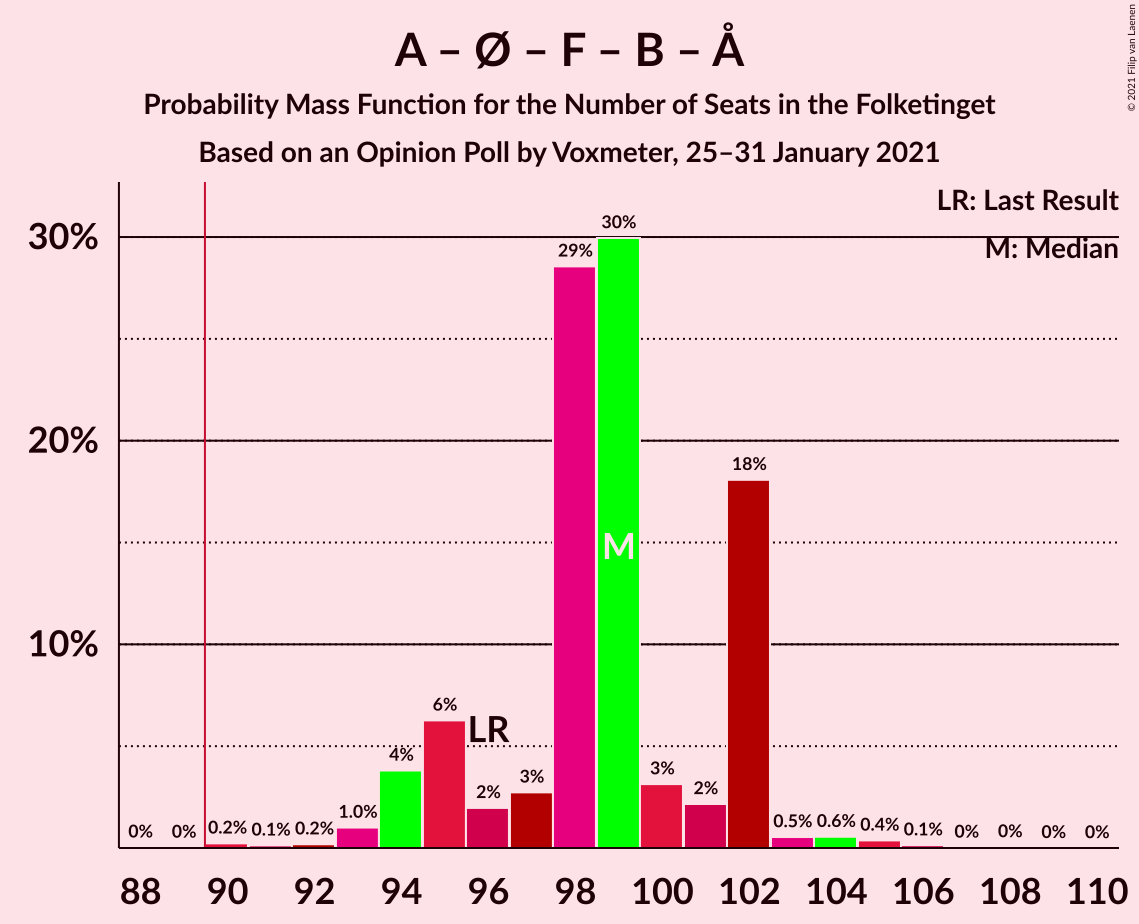 A – Ø – F – B – Å
Probability Mass Function for the Number of Seats in the Folketinget
Based on an Opinion Poll by Voxmeter, 25–31 January 2021
© 2021 Filip van Laenen
LR: Last Result
M: Median
30%
20%
10%
0% 0% 0.2% 0.1% 0.2% 1.0% 4% 6% 2% 3% 29% 30% 3% 2% 18% 0.5% 0.6% 0.4% 0.1% 0% 0% 0% 0%
LR
M
88 90 92 94 96 98 100 102 104 106 108 110